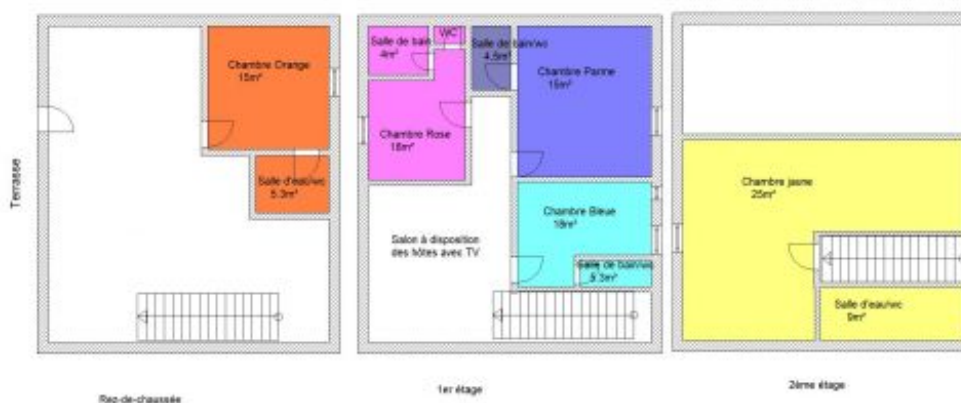 Terrasse
Chambre Orange
15m²
Salle d'eau/wc
5.3m²
Rez-de-chaussée
Salle de bain
4m²
WC
Salle de bain/wc
4.5m²
Chambre Parme
15m²
Chambre Rose
18m²
Chambre Bleue
18m²
Salon à disposition
des hôtes avec TV
Salle de bain/wc
5.3m²
1er étage
Chambre jaune
25m²
Salle d'eau/wc
9m²
2ème étage